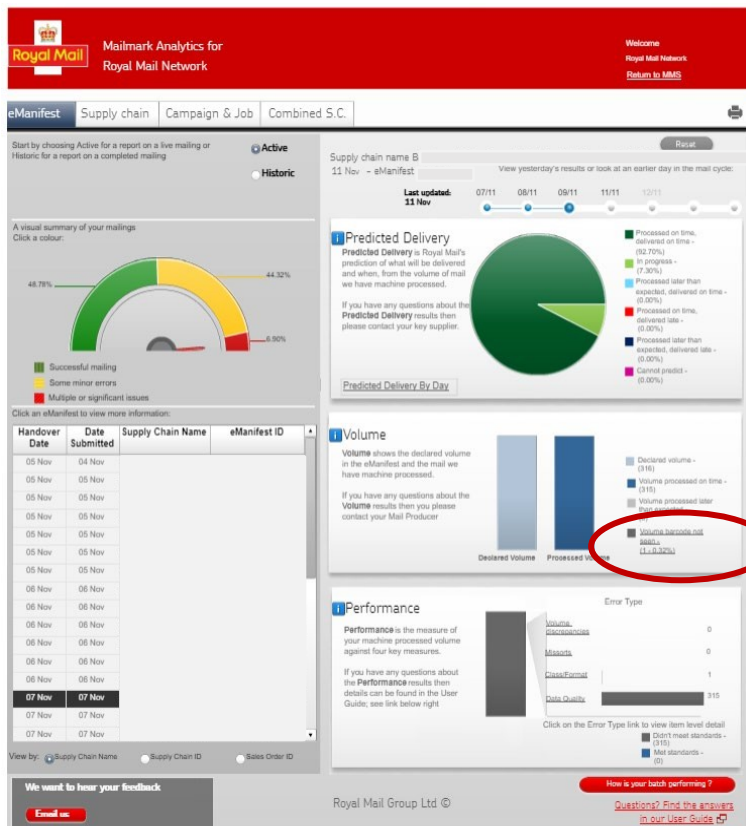 Royal Mail
Mailmark Analytics for
Royal Mail Network
Welcome
Royal Mail Network
Return to MMS
eManifest
Supply chain
Campaign & Job
Combined S.C.
Start by choosing Active for a report on a live mailing or
Historic for a report on a completed mailing
Active
Historic
Reset
Supply chain name B
11 Nov - eManifest
View yesterday's results or look at an earlier day in the mail cycle:
Last updated:
11 Nov
07/11
08/11
09/11
11/11
12/11
A visual summary of your mailings
Click a colour:
48.78%
44.32%
6.90%
Successful mailing
Some minor errors
Multiple or significant issues
Predicted Delivery
Predicted Delivery is Royal Mail's
prediction of what will be delivered
and when, from the volume of mail
we have machine processed.
If you have any questions about the
Predicted Delivery results then
please contact your key supplier.
Predicted Delivery By Day
Processed on time,
delivered on time -
(92.70%)
In progress -
(7.30%)
Processed later than
expected, delivered on time -
(0.00%)
Processed on time,
delivered late -
(0.00%)
Processed later than
expected, delivered late -
(0.00%)
Cannot predict -
(0.00%)
Click an eManifest to view more information:
Handover Date
Date Submitted
Supply Chain Name
eManifest ID
05 Nov 04 Nov
05 Nov 05 Nov
05 Nov 05 Nov
05 Nov 05 Nov
05 Nov 05 Nov
05 Nov 05 Nov
05 Nov 05 Nov
06 Nov 06 Nov
06 Nov 06 Nov
06 Nov 06 Nov
06 Nov 06 Nov
06 Nov 06 Nov
06 Nov 06 Nov
07 Nov 07 Nov
07 Nov 07 Nov
07 Nov 07 Nov
View by:
Supply Chain Name
Supply Chain ID
Sales Order ID
Volume
Volume shows the declared volume
in the eManifest and the mail we
have machine processed.
If you have any questions about the
Volume results then you please
contact your Mail Producer
Declared Volume
Processed Volume
Declared volume -
(316)
Volume processed on time -
(315)
Volume processed later
than expected
Volume barcode not
seen -
(1 - 0.32%)
Performance
Performance is the measure of
your machine processed volume
against four key measures.
If you have any questions about
the Performance results then
details can be found in the User
Guide; see link below right
Error Type
Volume
discrepancies
0
Missorts
0
Class/Format
1
Data Quality
315
Click on the Error Type link to view item level detail
Didn't meet standards -
(315)
Met standards -
(0)
We want to hear your feedback
Email us
Royal Mail Group Ltd ©
How is your batch performing ?
Questions? Find the answers
in our User Guide